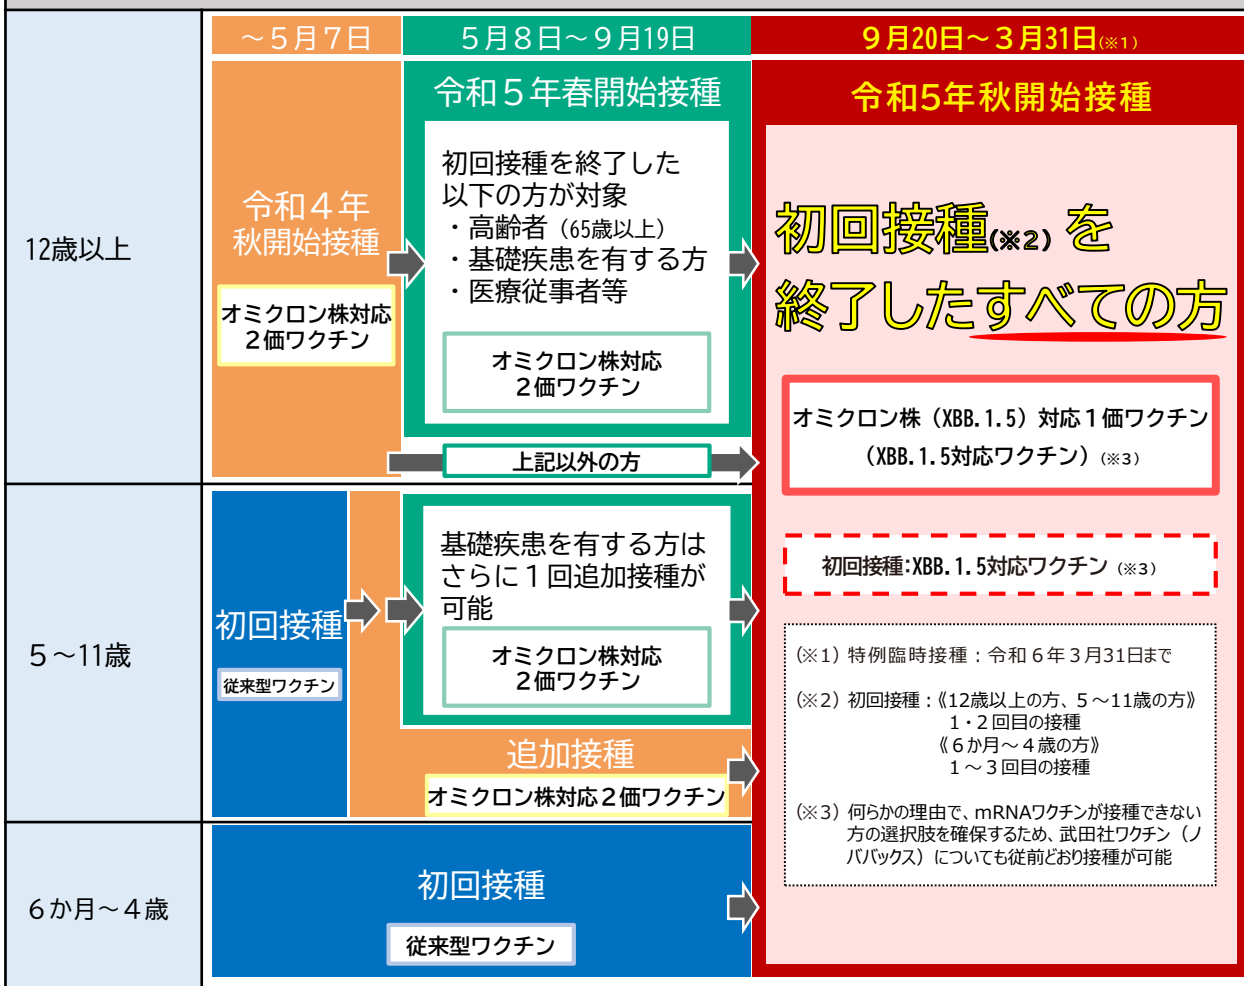 ～５月７日
５月８日～９月19日
９月20日～３月31日(※1)
12歳以上
令和４年
秋開始接種
オミクロン株対応
２価ワクチン
令和５年春開始接種
初回接種を終了した
以下の方が対象
・高齢者（65歳以上）
・基礎疾患を有する方
・医療従事者等
オミクロン株対応
２価ワクチン
上記以外の方
令和5年秋開始接種
初回接種(※2) を
終了したすべての方
オミクロン株（XBB.1.5）対応１価ワクチン
（XBB.1.5対応ワクチン）(※3)
５～11歳
初回接種
従来型ワクチン
基礎疾患を有する方は
さらに１回追加接種が
可能
オミクロン株対応
２価ワクチン
追加接種
オミクロン株対応２価ワクチン
初回接種:XBB.1.5対応ワクチン (※3)
(※1) 特例臨時接種：令和６年３月31日まで
(※2) 初回接種：《12歳以上の方、５～11歳の方》
１・２回目の接種
《６か月～４歳の方》
１～３回目の接種
(※3) 何らかの理由で、mRNAワクチンが接種できない
方の選択肢を確保するため、武田社ワクチン（ノ
ババックス）についても従前どおり接種が可能
６か月～４歳
初回接種
従来型ワクチン